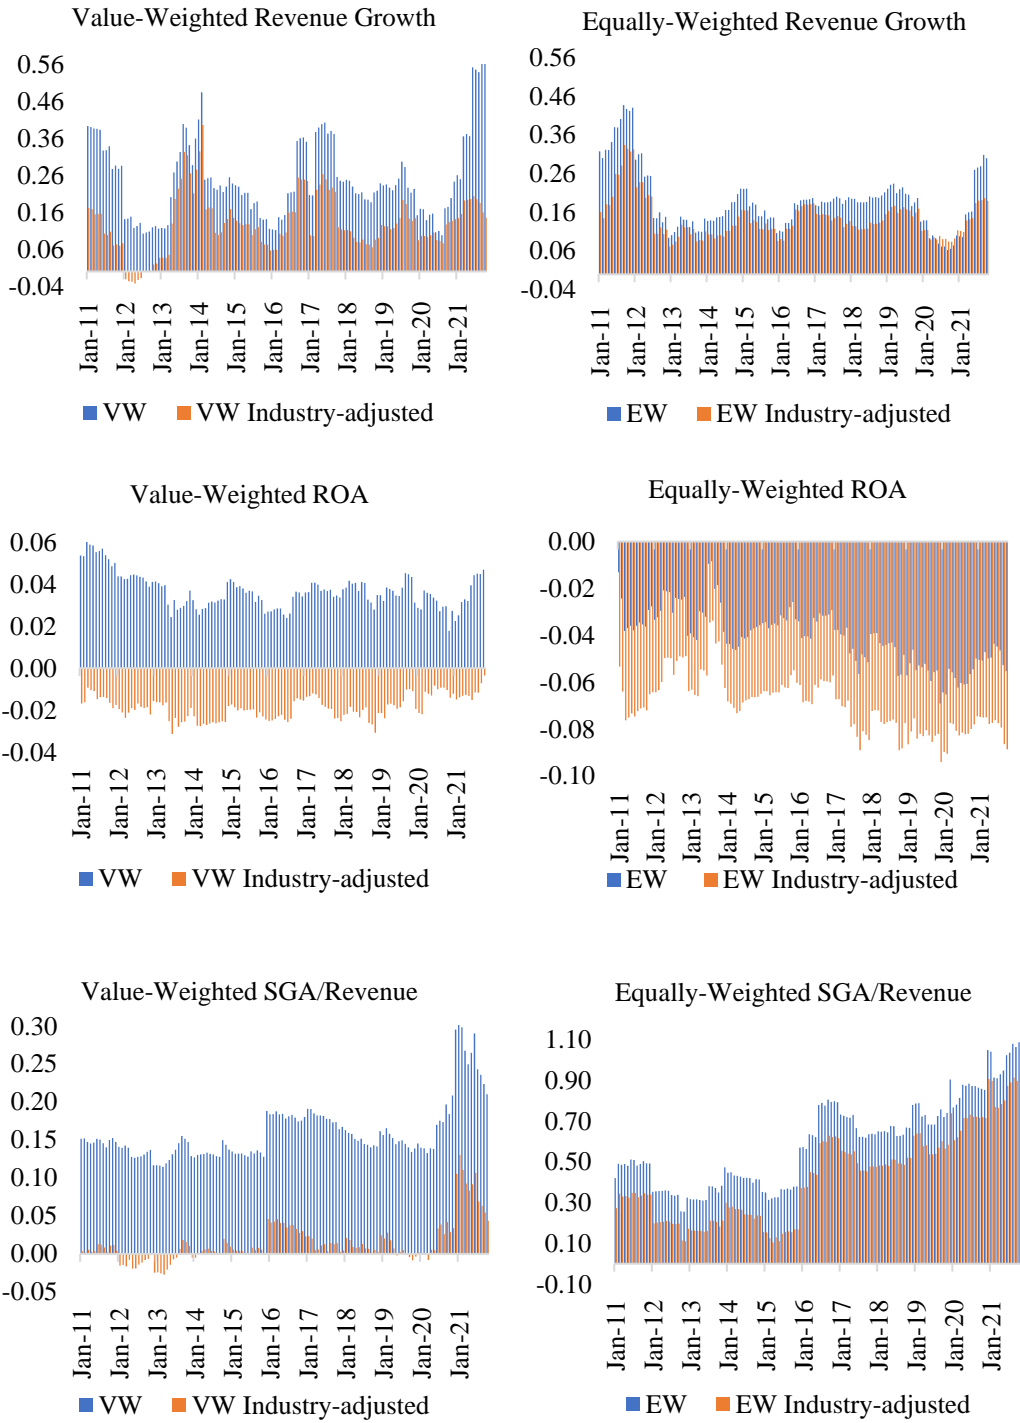 Value-Weighted Revenue Growth
0.56
0.46
0.36
0.26
0.16
0.06
-0.04
Jan-11
Jan-12
Jan-13
Jan-14
Jan-15
Jan-16
Jan-17
Jan-18
Jan-19
Jan-20
Jan-21
VW VW Industry-adjusted
Equally-Weighted Revenue Growth
0.56
0.46
0.36
0.26
0.16
0.06
-0.04
Jan-11
Jan-12
Jan-13
Jan-14
Jan-15
Jan-16
Jan-17
Jan-18
Jan-19
Jan-20
Jan-21
EW EW Industry-adjusted
Value-Weighted ROA
0.06
0.04
0.02
0.00
-0.02
-0.04
Jan-11
Jan-12
Jan-13
Jan-14
Jan-15
Jan-16
Jan-17
Jan-18
Jan-19
Jan-20
Jan-21
VW VW Industry-adjusted
Equally-Weighted ROA
0.00
-0.02
-0.04
-0.06
-0.08
-0.10
Jan-11
Jan-12
Jan-13
Jan-14
Jan-15
Jan-16
Jan-17
Jan-18
Jan-19
Jan-20
Jan-21
EW EW Industry-adjusted
Value-Weighted SGA/Revenue
0.30
0.25
0.20
0.15
0.10
0.05
0.00
-0.05
Jan-11
Jan-12
Jan-13
Jan-14
Jan-15
Jan-16
Jan-17
Jan-18
Jan-19
Jan-20
Jan-21
VW VW Industry-adjusted
Equally-Weighted SGA/Revenue
1.10
0.90
0.70
0.50
0.30
0.10
-0.10
Jan-11
Jan-12
Jan-13
Jan-14
Jan-15
Jan-16
Jan-17
Jan-18
Jan-19
Jan-20
Jan-21
EW EW Industry-adjusted